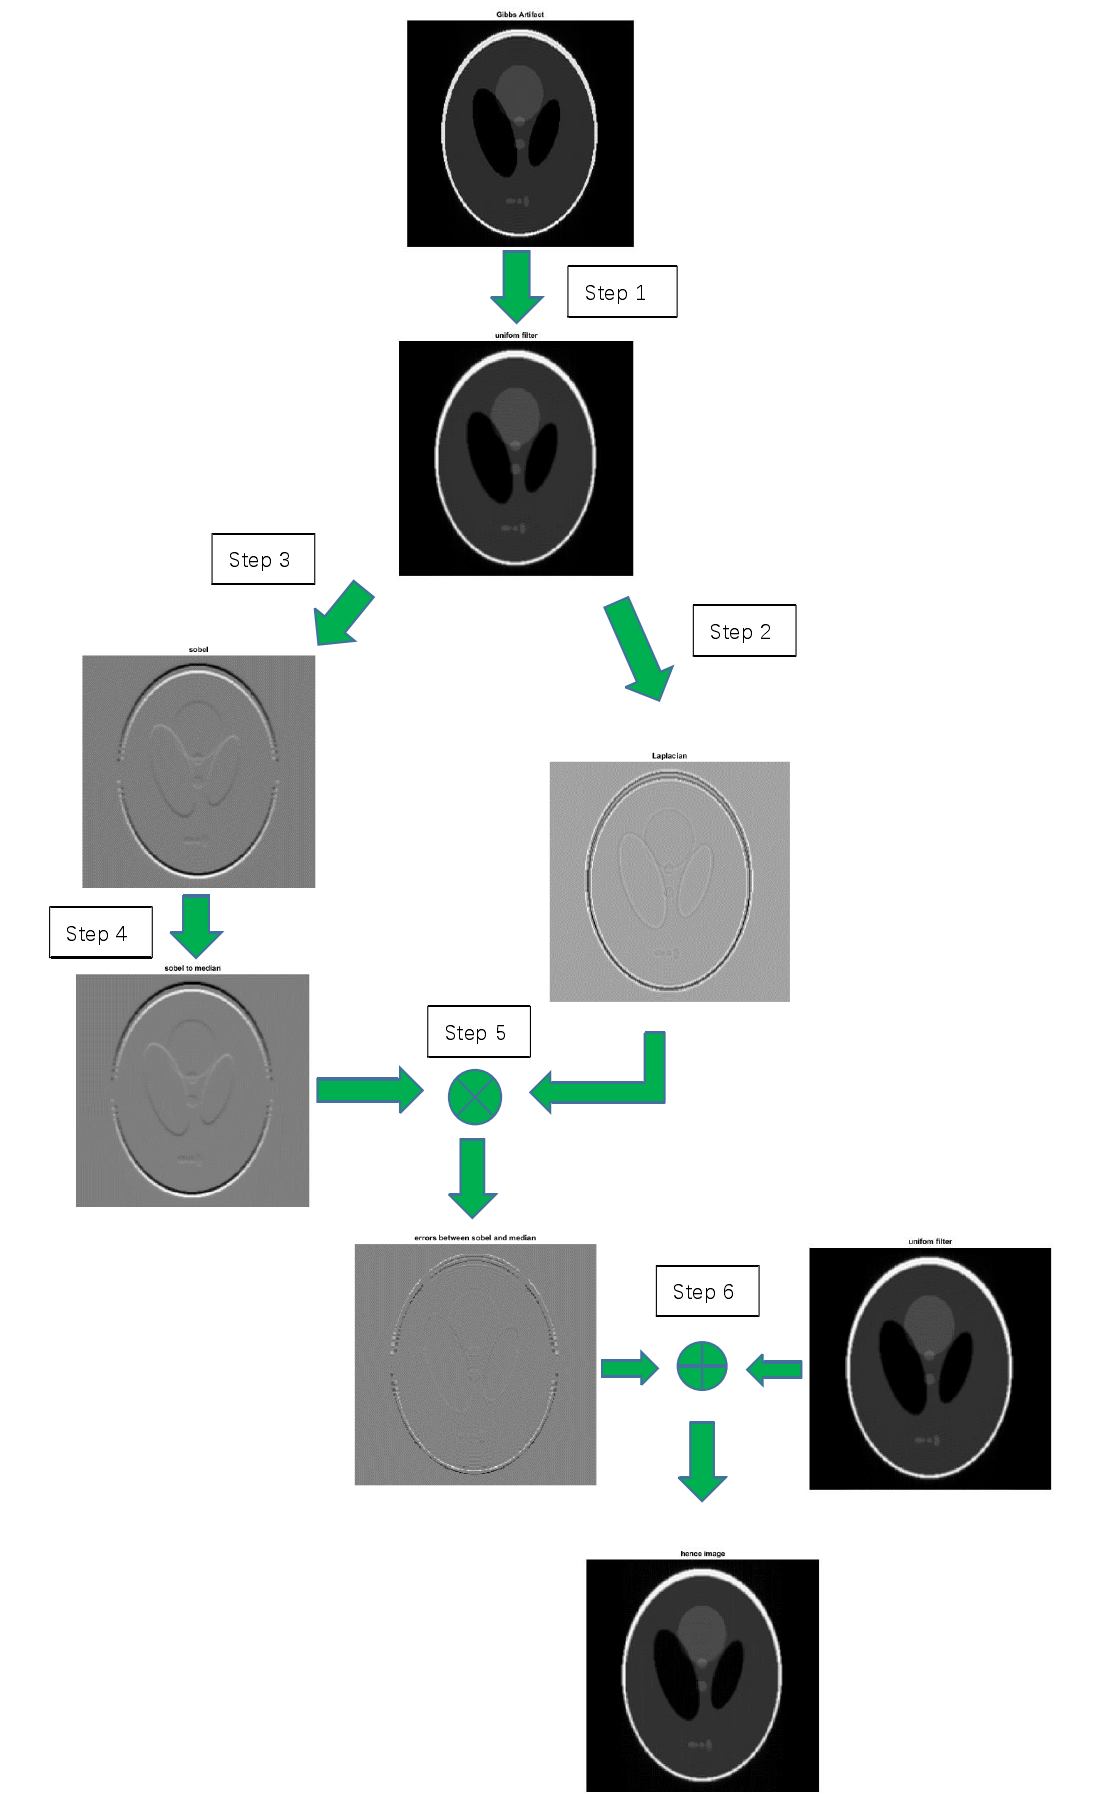 Gibbs Artifact
Step 1
unifom filter
Step 3
Step 2
sobel
Laplacian
Step 4
sobel to median
Step 5
errors between sobel and median
unifom filter
Step 6
hence image